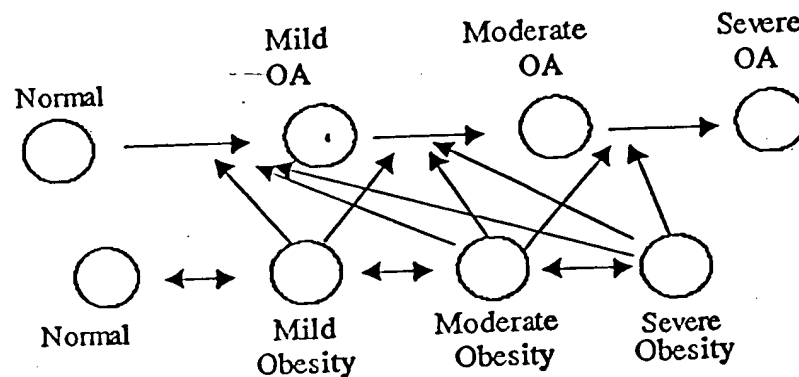 Normal
Mild
OA
Moderate
OA
Severe
OA
Normal
Mild
Obesity
Moderate
Obesity
Severe
Obesity